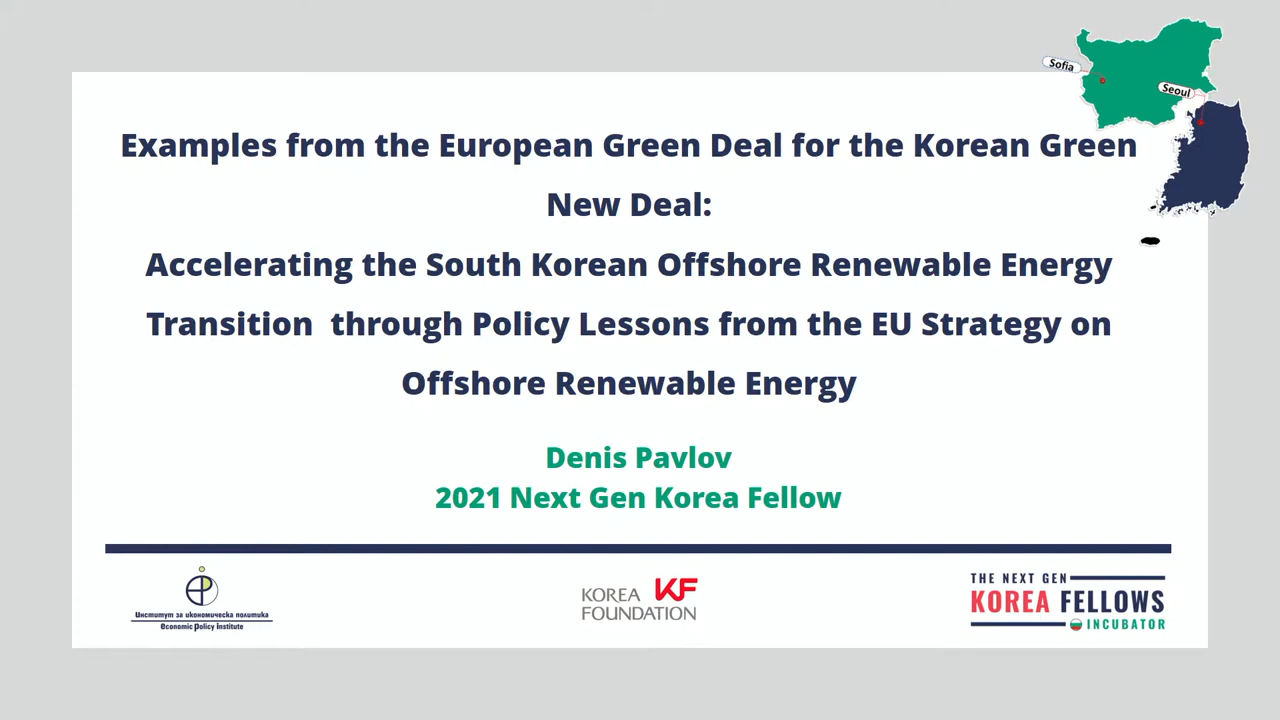 Sofia
Seoul
Examples from the European Green Deal for the Korean Green
New Deal:
Accelerating the South Korean Offshore Renewable Energy
Transition through Policy Lessons from the EU Strategy on
Offshore Renewable Energy
Denis Pavlov
2021 Next Gen Korea Fellow
Институт за икономическа политика
Economic Policy Institute
KF
KOREA
FOUNDATION
THE NEXT GEN
KOREA FELLOWS
INCUBATOR